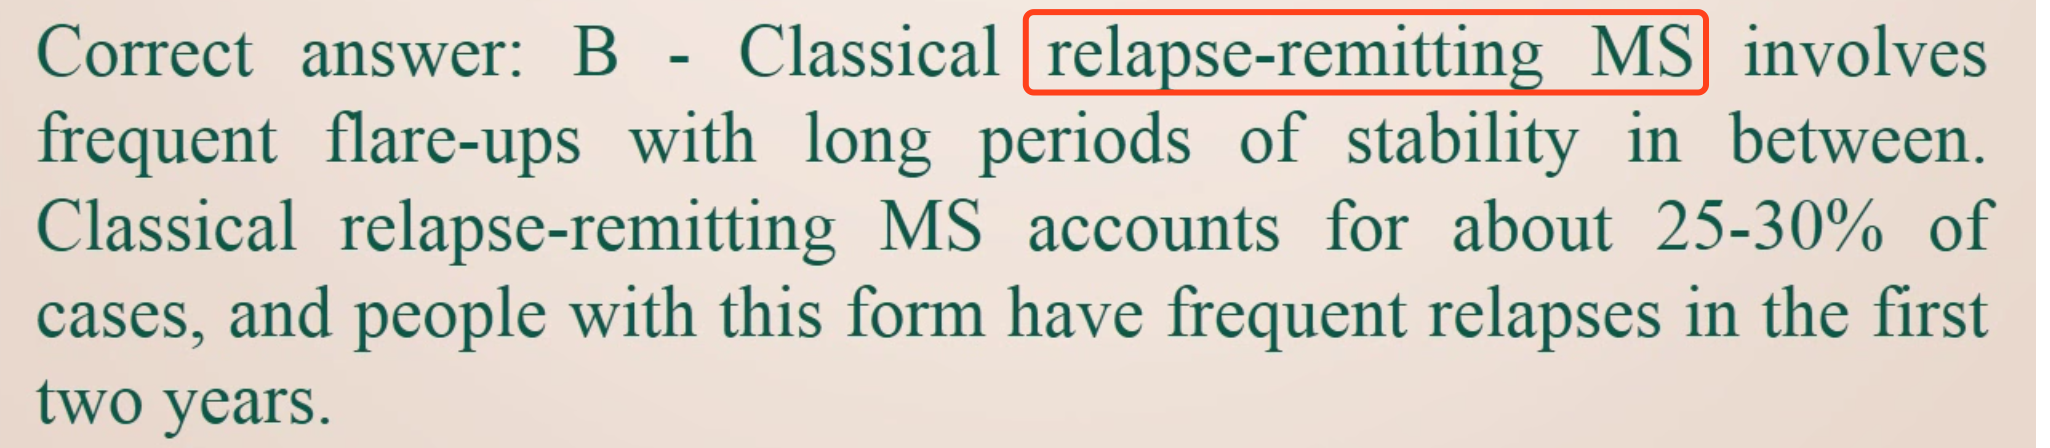 Correct answer: B - Classical relapse-remitting MS involves
frequent flare-ups with long periods of stability in between.
Classical relapse-remitting MS accounts for about 25-30% of
cases, and people with this form have frequent relapses in the first
two years.